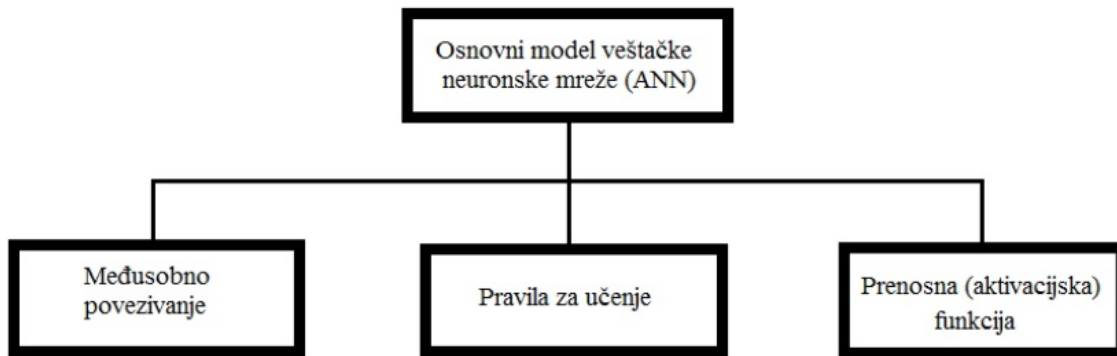 Osnovni model veštačke
neuronske mreže (ANN)
Međusobno
povezivanje
Pravila za učenje
Prenosna (aktivacijska)
funkcija